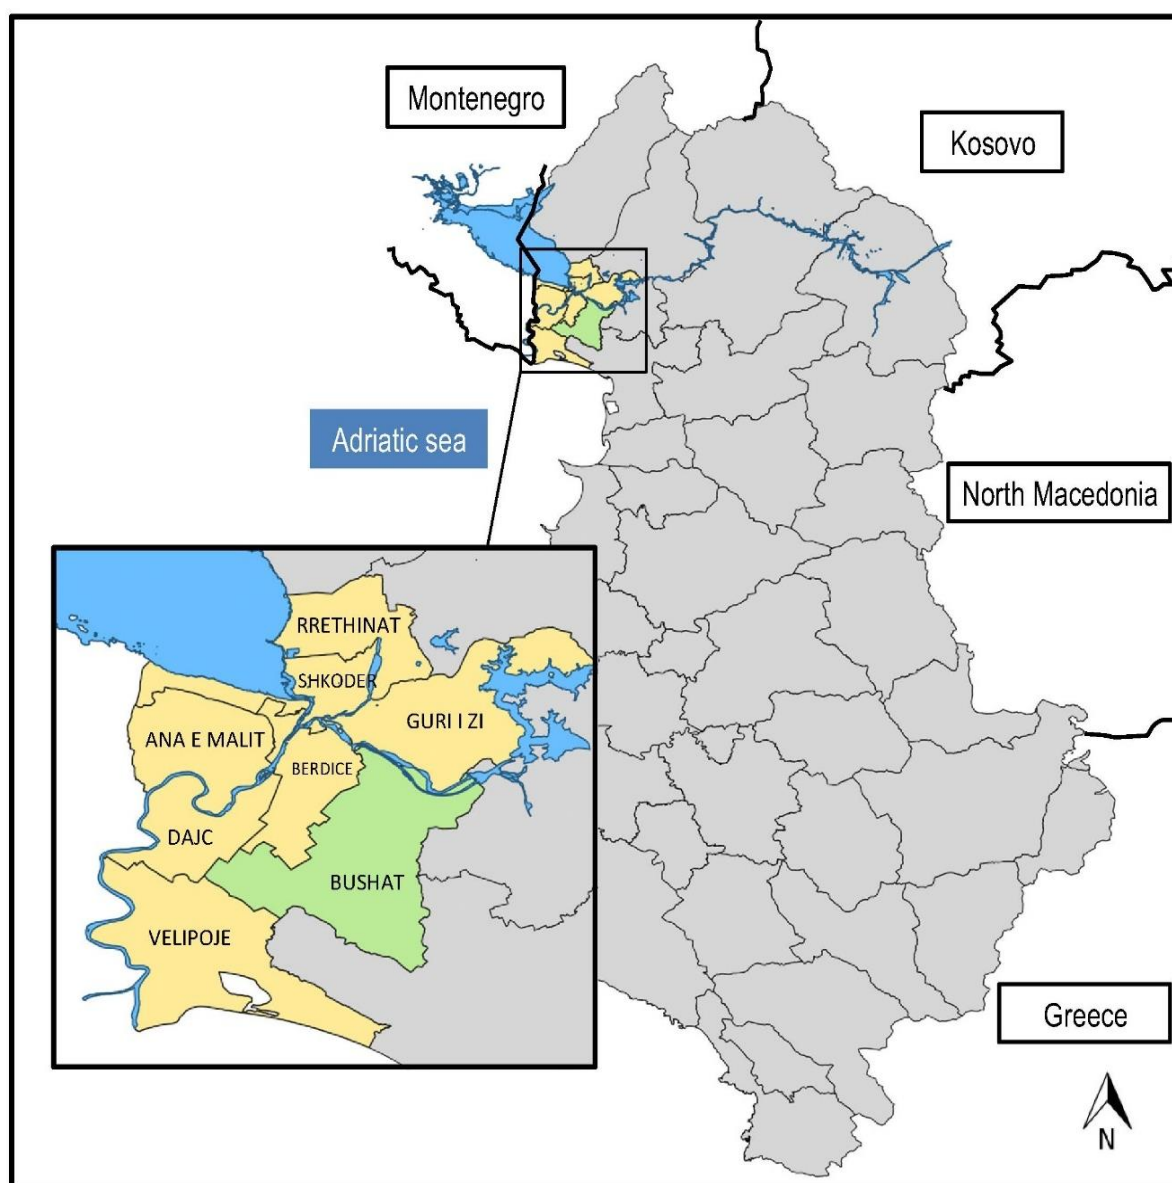 Montenegro
Kosovo
Adriatic sea
North Macedonia
RRETHINAT
SHKODER
GURI I ZI
ANA E MALIT
BERDICE
DAJC
BUSHAT
VELIPOJE
Greece
N